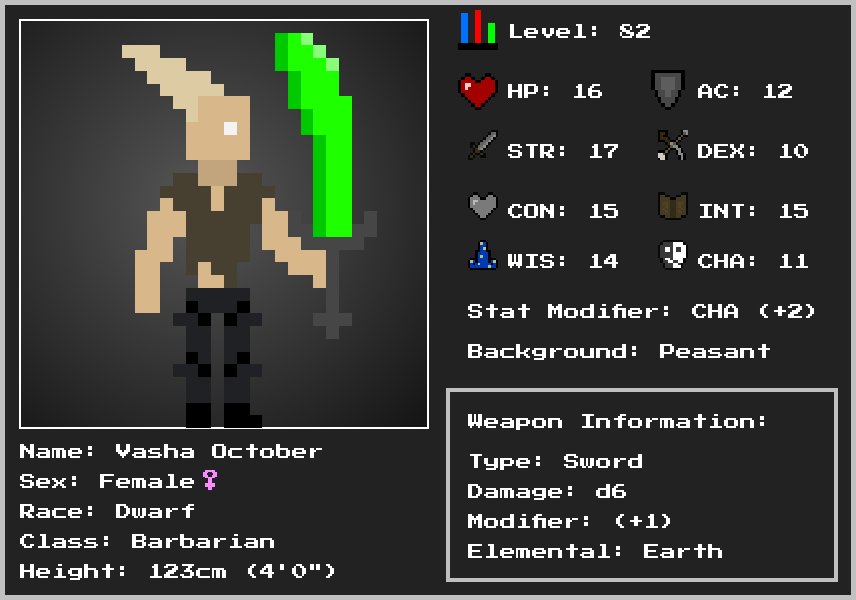 Level: 82
HP: 16
AC: 12
STR: 17
DEX: 10
CON: 15
INT: 15
WIS: 14
CHA: 11
Stat Modifier: CHA (+2)
Background: Peasant
Weapon Information:
Type: Sword
Damage: d6
Modifier: (+1)
Elemental: Earth
Name: Vasha October
Sex: Female♀
Race: Dwarf
Class: Barbarian
Height: 123cm (4'0")